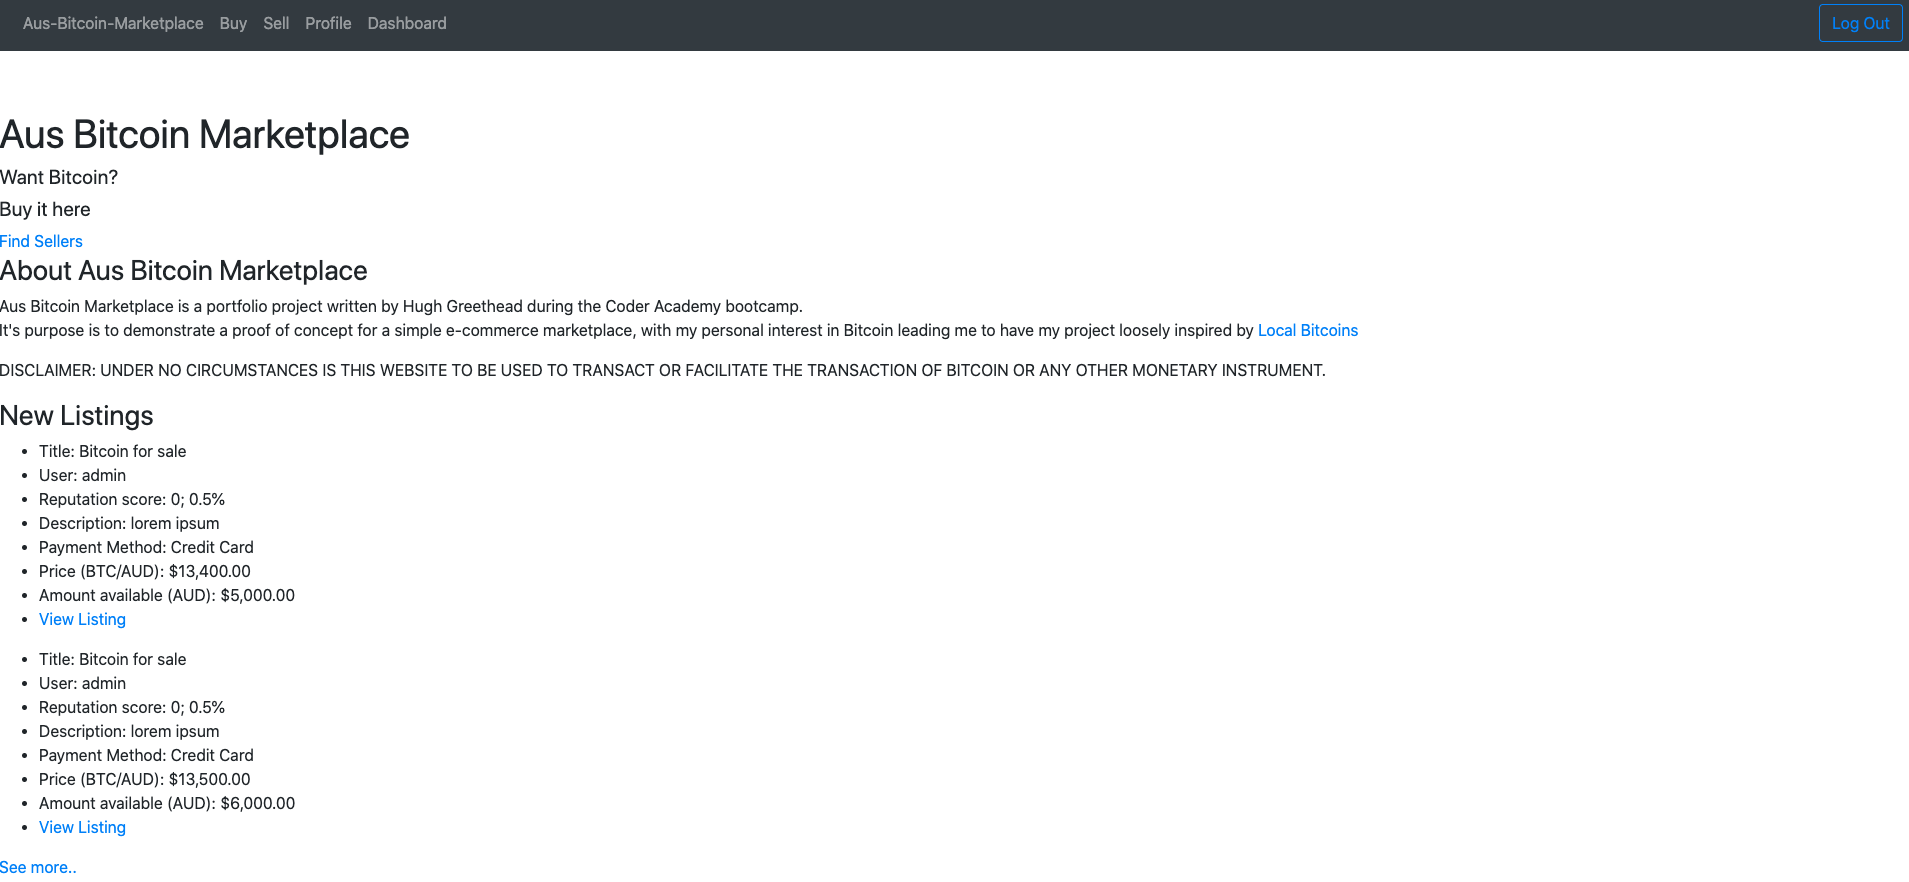 Aus-Bitcoin-Marketplace Buy Sell Profile Dashboard Log Out
Aus Bitcoin Marketplace
Want Bitcoin?
Buy it here
Find Sellers
About Aus Bitcoin Marketplace
Aus Bitcoin Marketplace is a portfolio project written by Hugh Greethead during the Coder Academy bootcamp.
It's purpose is to demonstrate a proof of concept for a simple e-commerce marketplace, with my personal interest in Bitcoin leading me to have my project loosely inspired by Local Bitcoins
DISCLAIMER: UNDER NO CIRCUMSTANCES IS THIS WEBSITE TO BE USED TO TRANSACT OR FACILITATE THE TRANSACTION OF BITCOIN OR ANY OTHER MONETARY INSTRUMENT.
New Listings
• Title: Bitcoin for sale
• User: admin
• Reputation score: 0; 0.5%
• Description: lorem ipsum
• Payment Method: Credit Card
• Price (BTC/AUD): $13,400.00
• Amount available (AUD): $5,000.00
• View Listing
• Title: Bitcoin for sale
• User: admin
• Reputation score: 0; 0.5%
• Description: lorem ipsum
• Payment Method: Credit Card
• Price (BTC/AUD): $13,500.00
• Amount available (AUD): $6,000.00
• View Listing
See more..